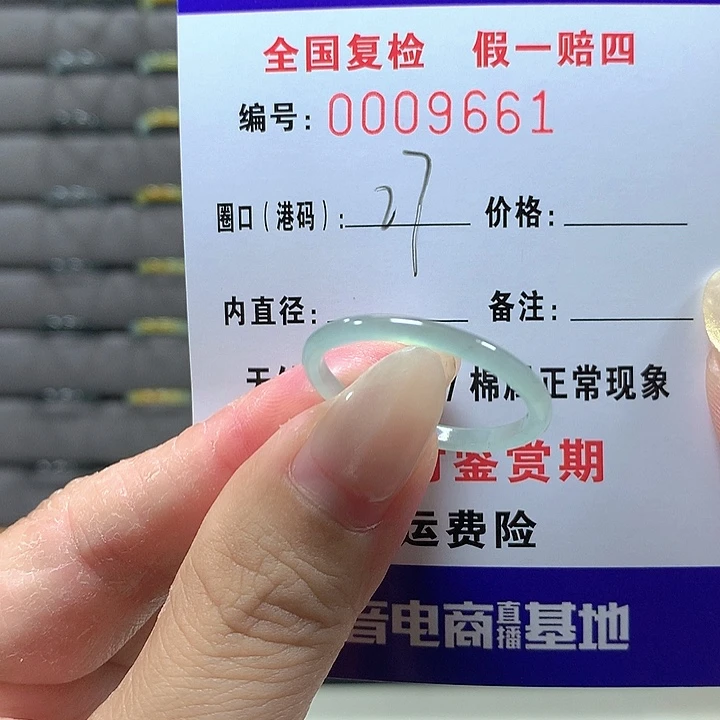 全国复检 假一赔四
编号: 0009661
圈口(港码): 27 价格:
内直径: 备注:
天 / 棉 正常现象
鉴赏期
运费险
音电商直播基地